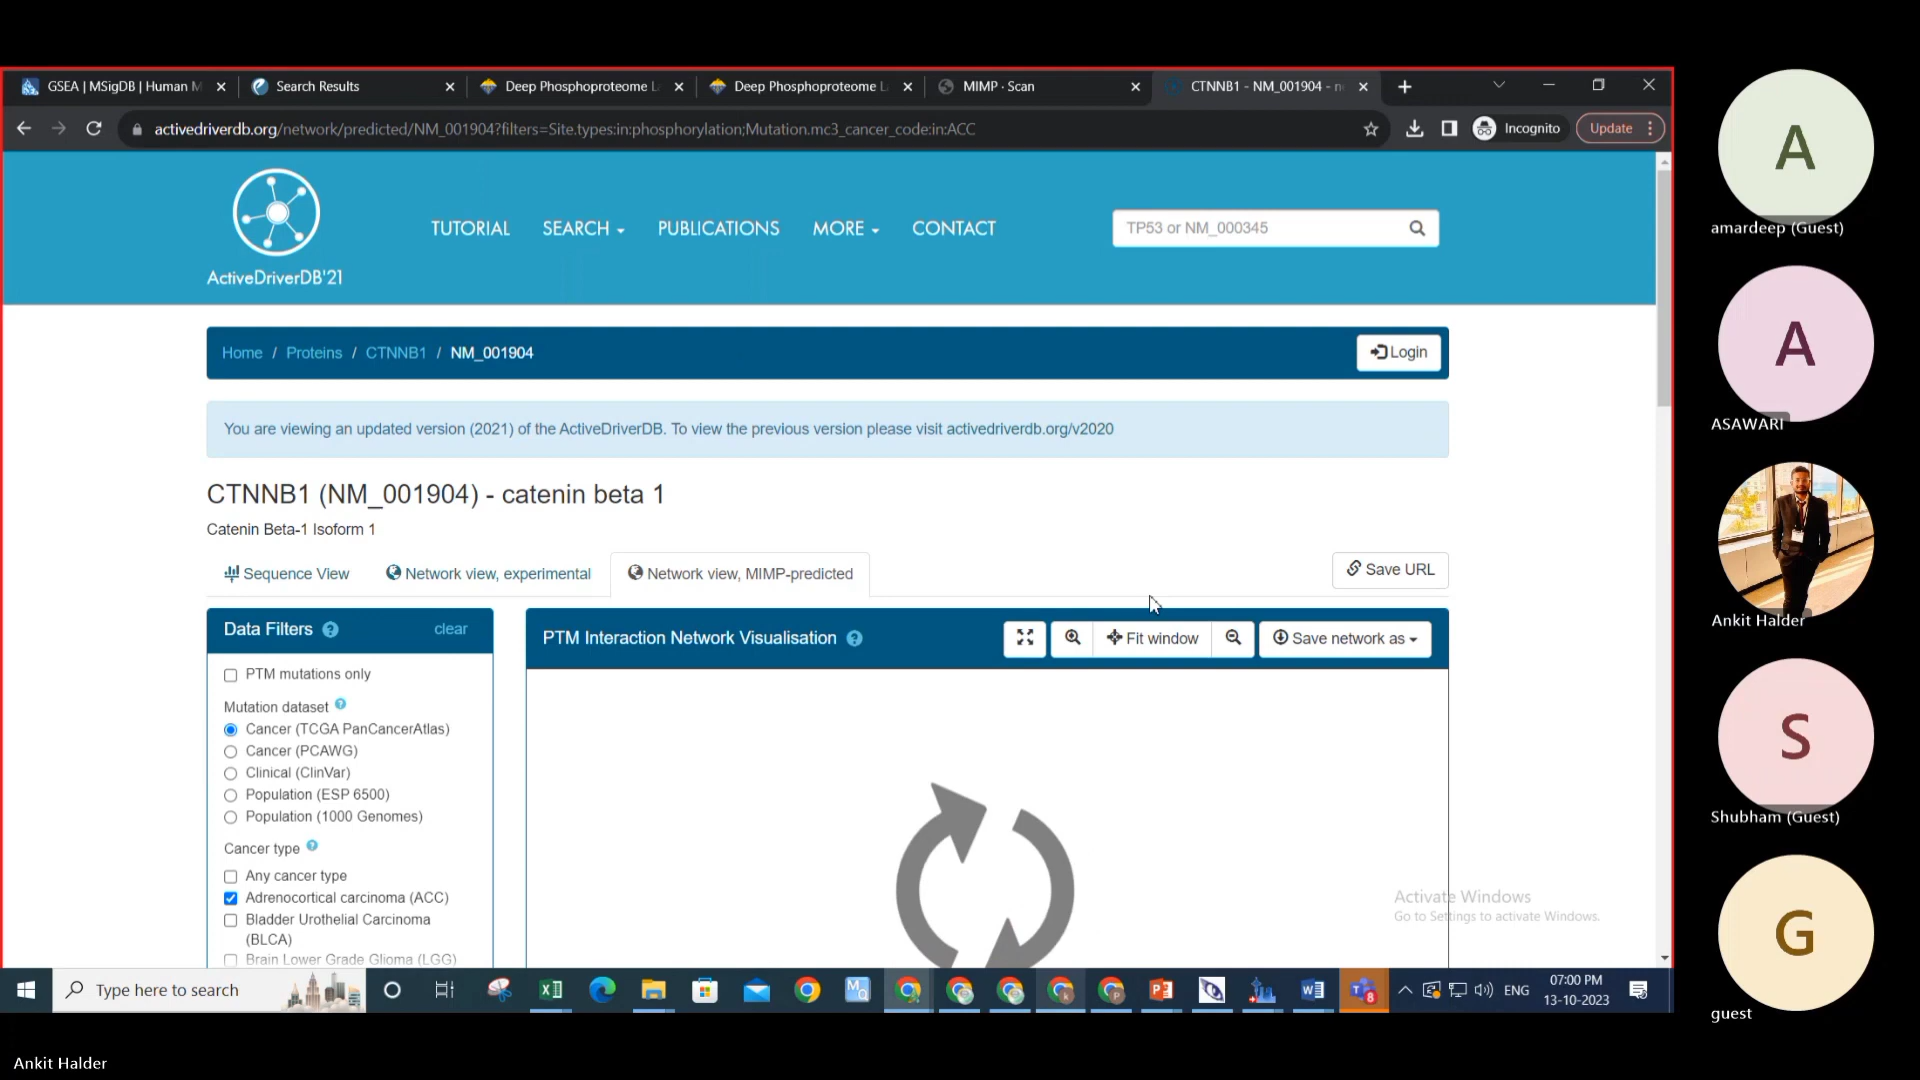 GSEA | MSigDB | Human M
Search Results
Deep Phosphoproteome L
Deep Phosphoproteome L
MIMP · Scan
CTNNB1 - NM_001904 - n
activedriverdb.org/network/predicted/NM_001904?filters=Site.types:in:phosphorylation;Mutation.mc3_cancer_code:in:ACC
Incognito
Update
ActiveDriverDB'21
TUTORIAL
SEARCH
PUBLICATIONS
MORE
CONTACT
TP53 or NM_000345
Home / Proteins / CTNNB1 / NM_001904
Login
You are viewing an updated version (2021) of the ActiveDriverDB. To view the previous version please visit activedriverdb.org/v2020
CTNNB1 (NM_001904) - catenin beta 1
Catenin Beta-1 Isoform 1
Sequence View
Network view, experimental
Network view, MIMP-predicted
Save URL
Data Filters
clear
PTM mutations only
Mutation dataset
Cancer (TCGA PanCancerAtlas)
Cancer (PCAWG)
Clinical (ClinVar)
Population (ESP 6500)
Population (1000 Genomes)
Cancer type
Any cancer type
Adrenocortical carcinoma (ACC)
Bladder Urothelial Carcinoma
(BLCA)
Brain Lower Grade Glioma (LGG)
PTM Interaction Network Visualisation
Fit window
Save network as
Activate Windows
Go to Settings to activate Windows.
Type here to search
ENG
07:00 PM
13-10-2023
A
amardeep (Guest)
A
ASAWARI
Ankit Halder
S
Shubham (Guest)
G
guest
Ankit Halder